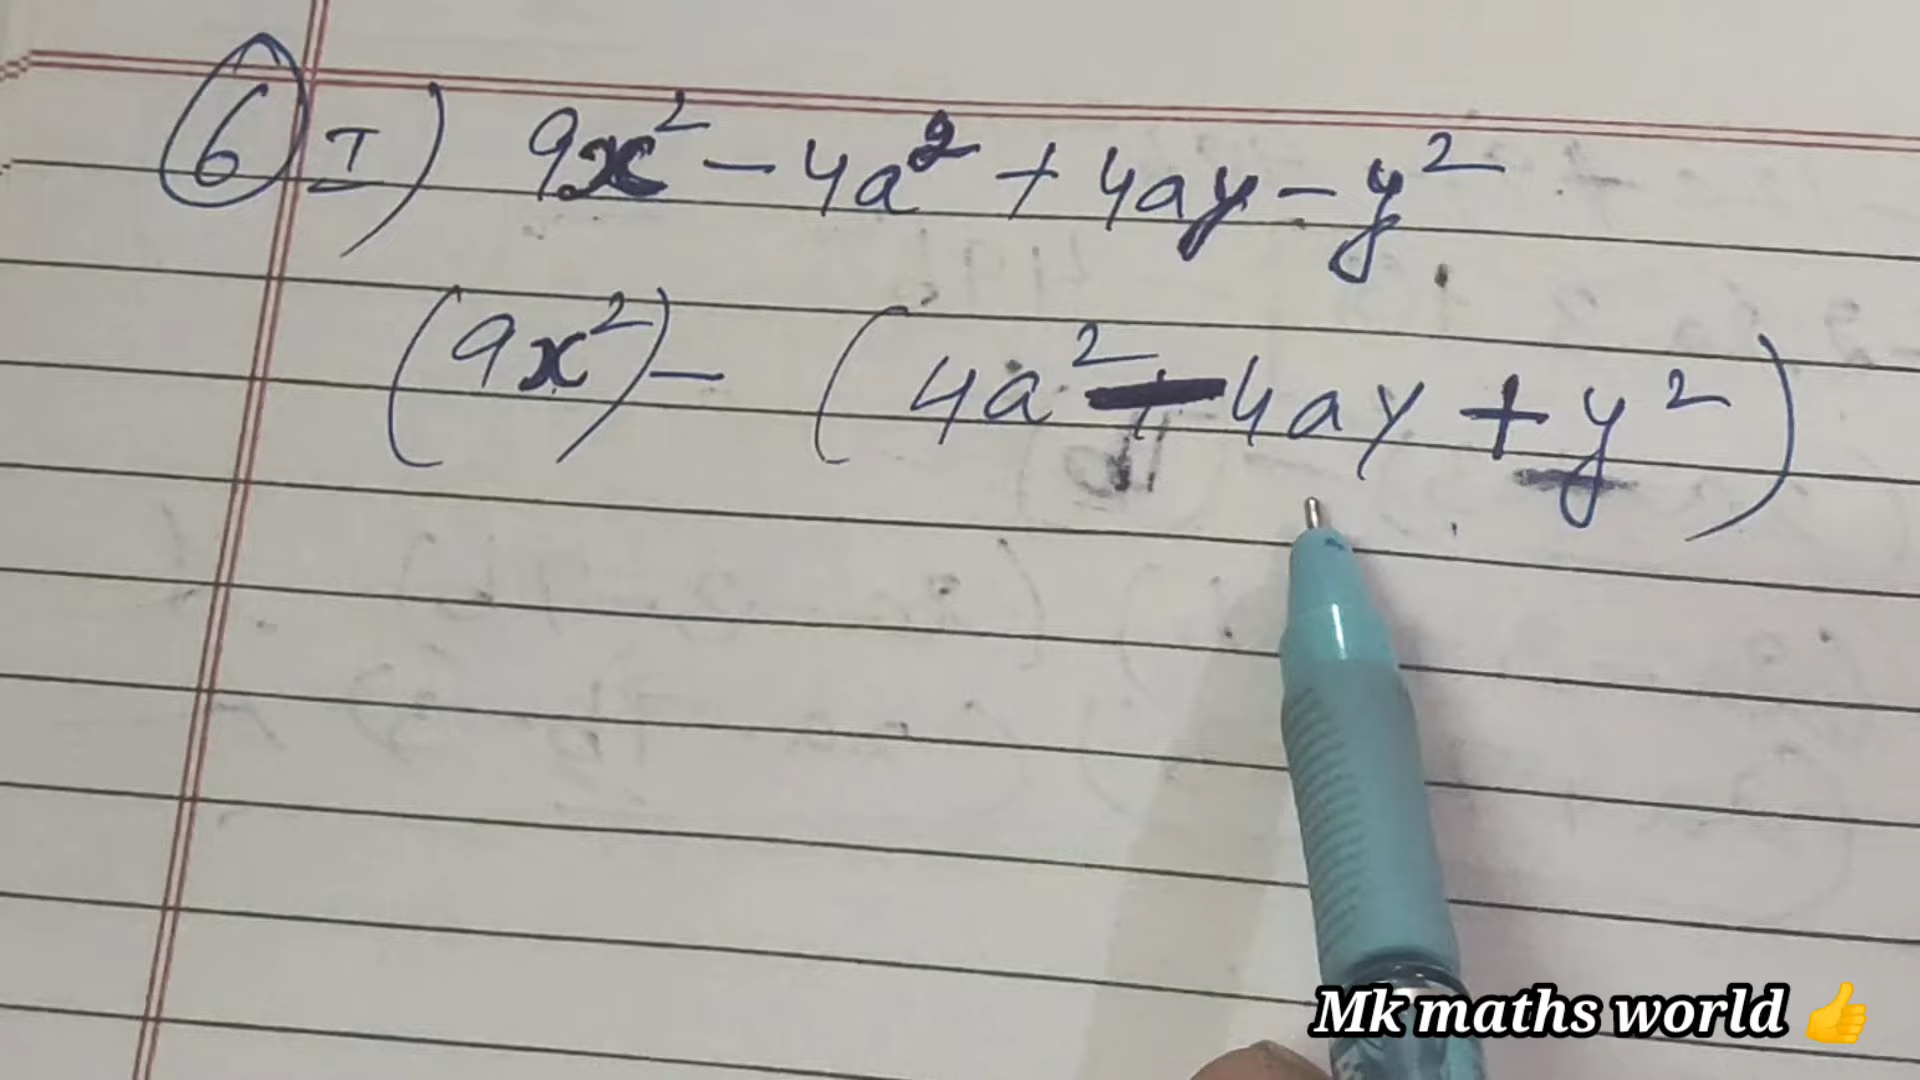 6 I) 9x² - 4a² + 4ay - y²
(9x²) - (4a² - 4ay + y²)
Mk maths world 👍